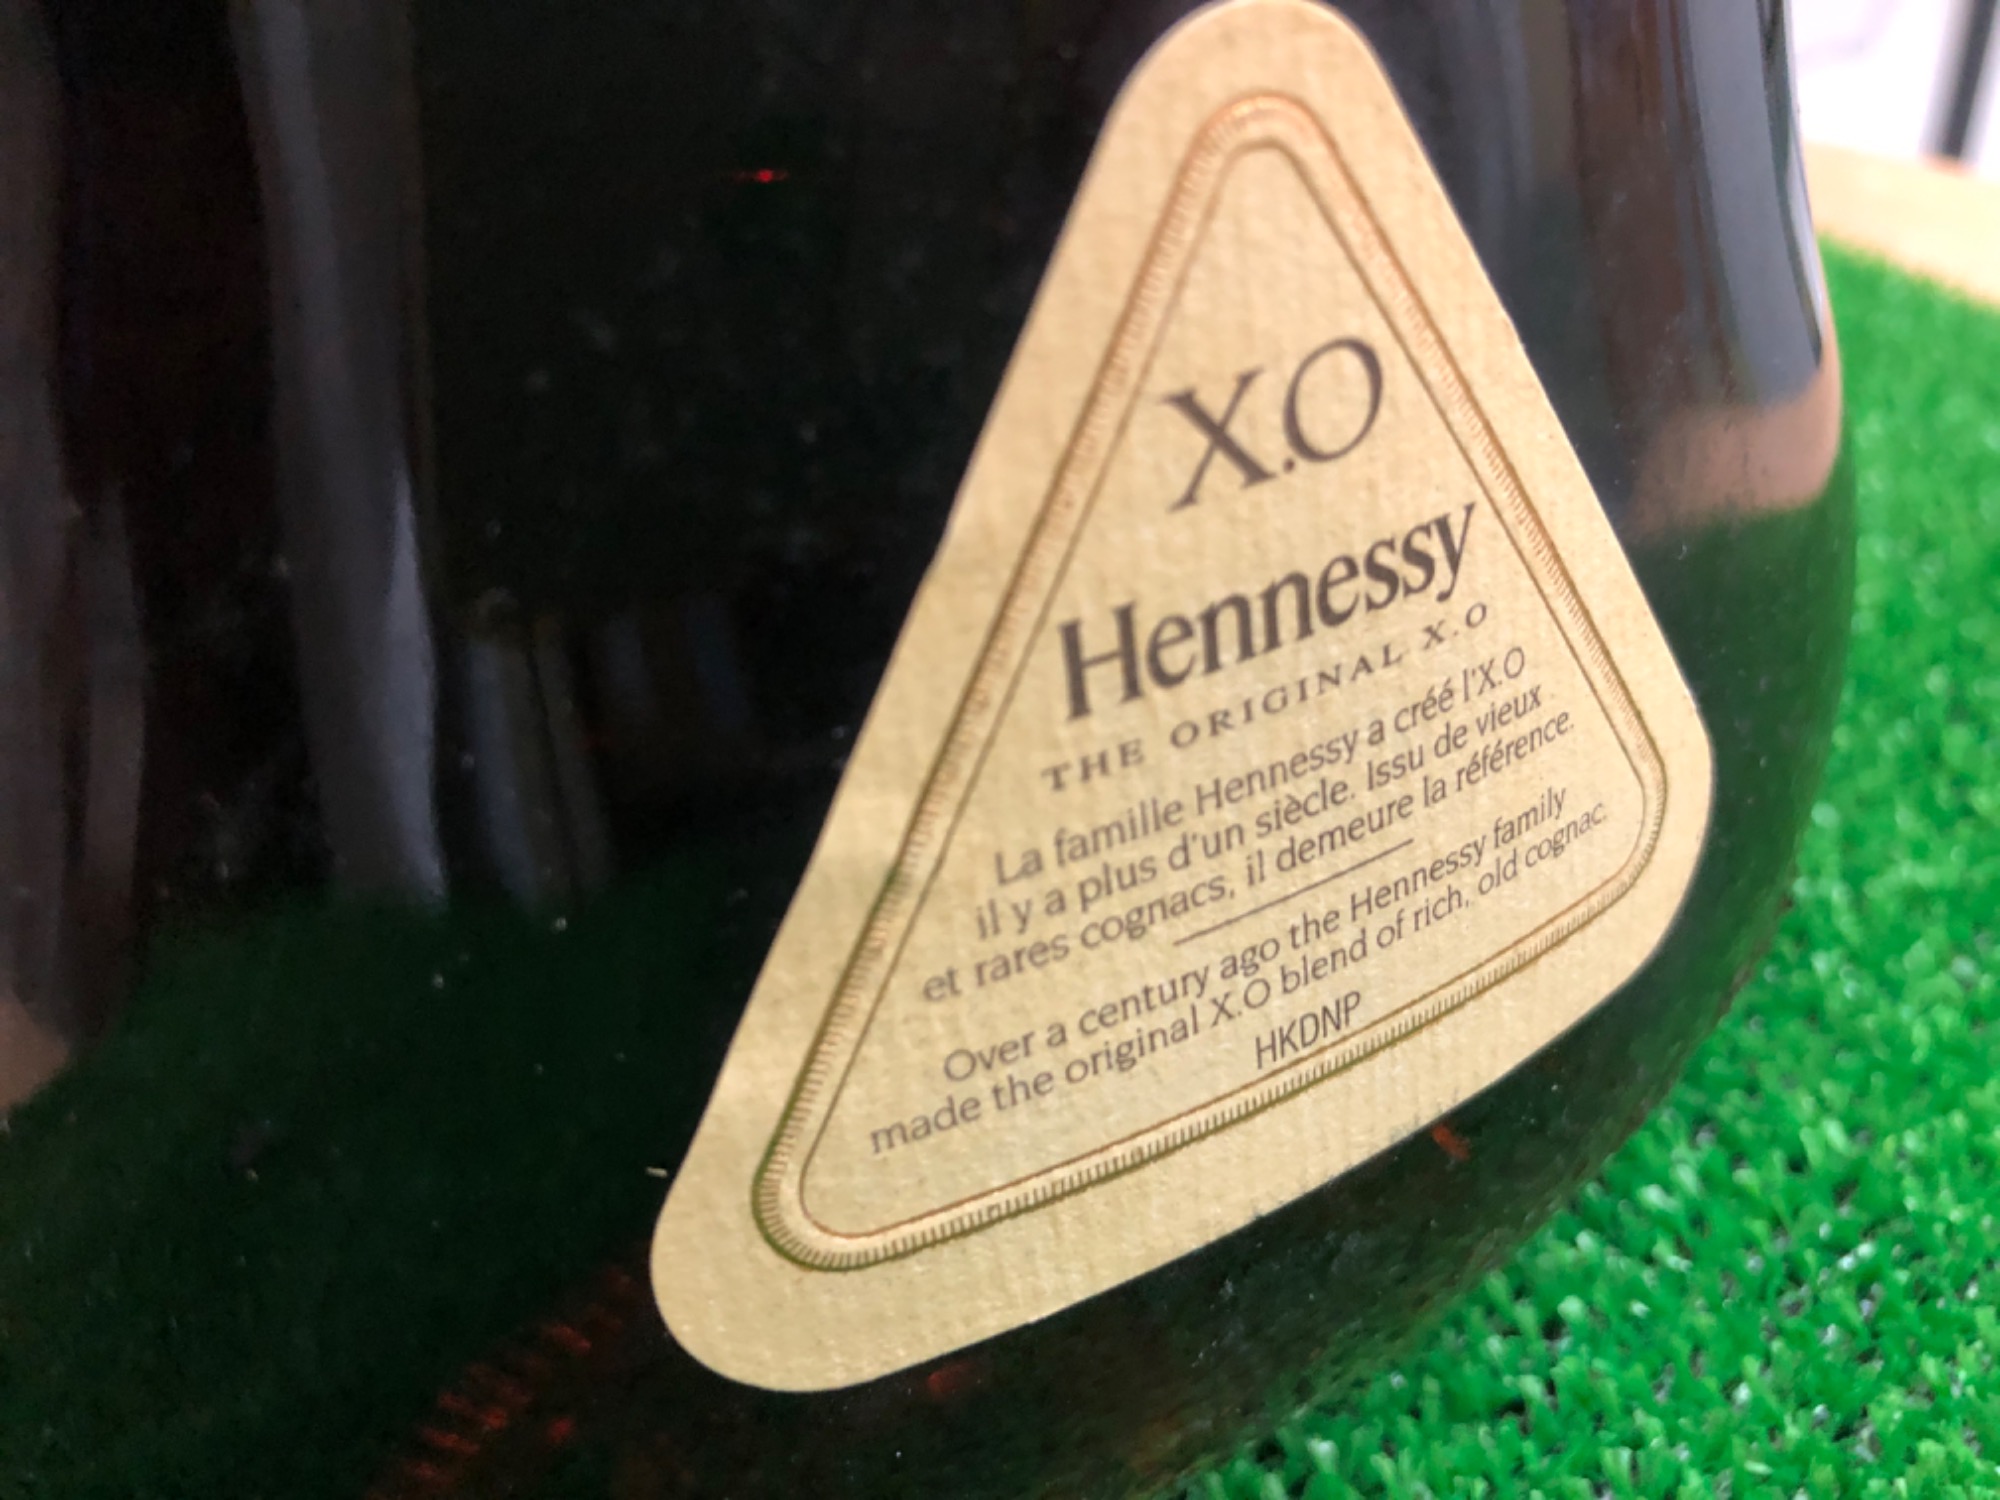 X.O
Hennessy
THE ORIGINAL X.O
La famille Hennessy a créé l'X.O
il y a plus d'un siècle. Issu de vieux
et rares cognacs, il demeure la référence.
Over a century ago the Hennessy family
made the original X.O blend of rich, old cognac.
HKDNP